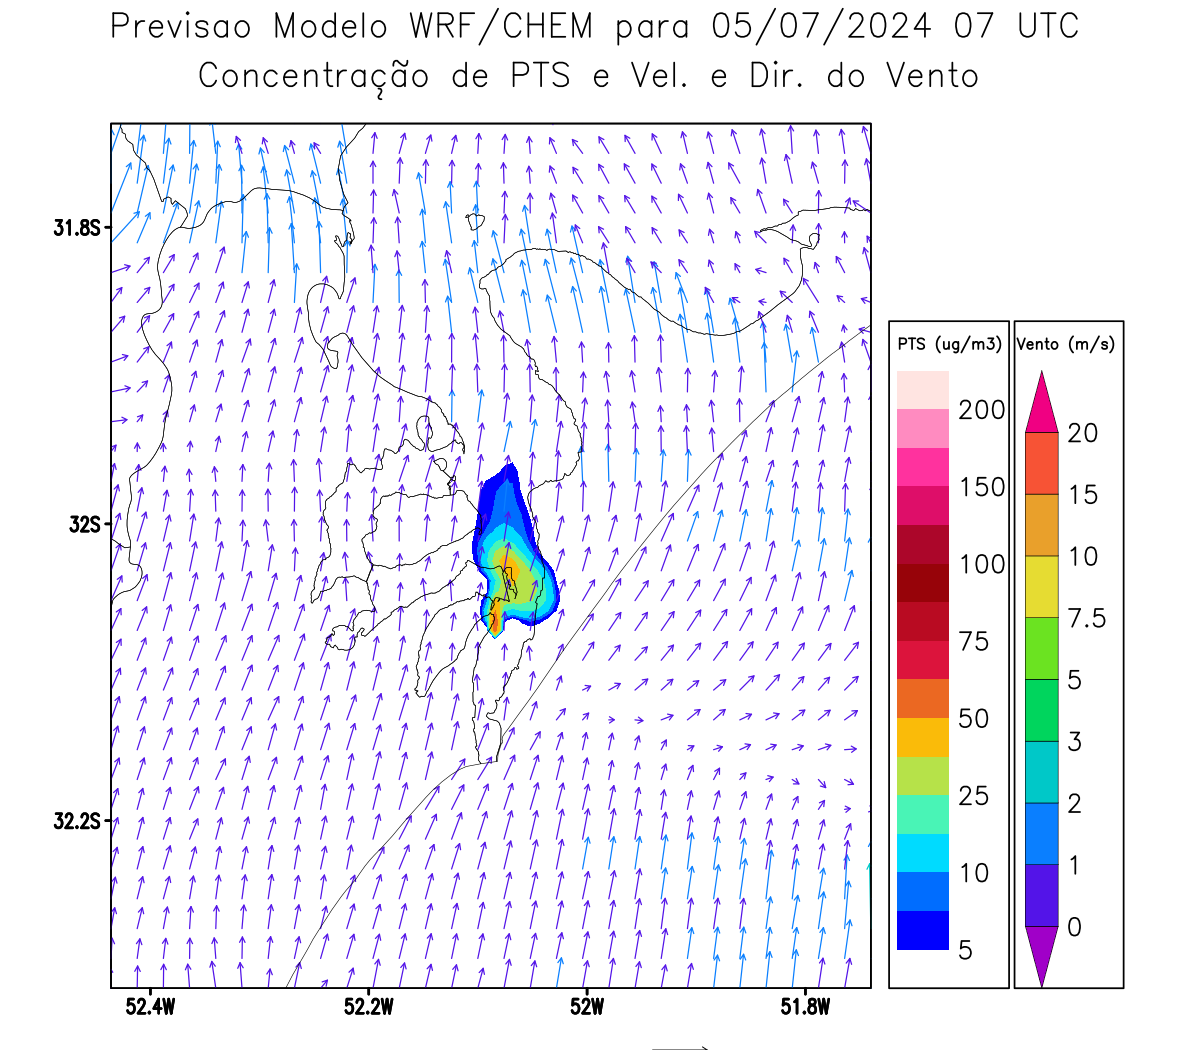 Previsao Modelo WRF/CHEM para 05/07/2024 07 UTC
Concentração de PTS e Vel. e Dir. do Vento
31.8S
32S
32.2S
52.4W
52.2W
52W
51.8W
PTS (ug/m3)
200
150
100
75
50
25
10
5
Vento (m/s)
20
15
10
7.5
5
3
2
1
0